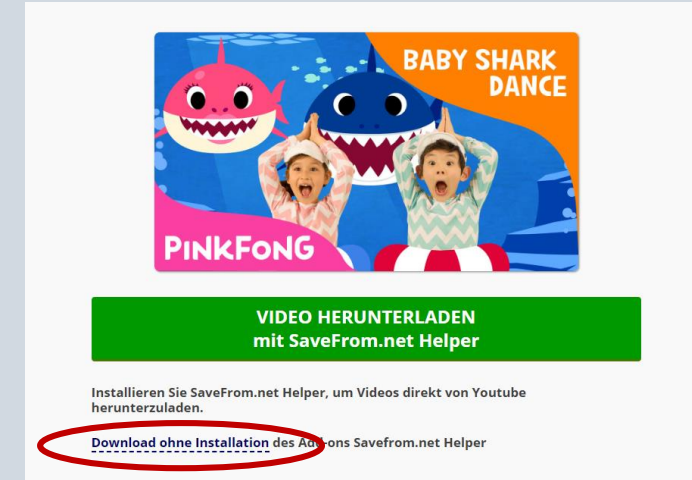 BABY SHARK
DANCE
PINKFONG
VIDEO HERUNTERLADEN
mit SaveFrom.net Helper
Installieren Sie SaveFrom.net Helper, um Videos direkt von Youtube
herunterzuladen.
Download ohne Installation des Add-ons Savefrom.net Helper